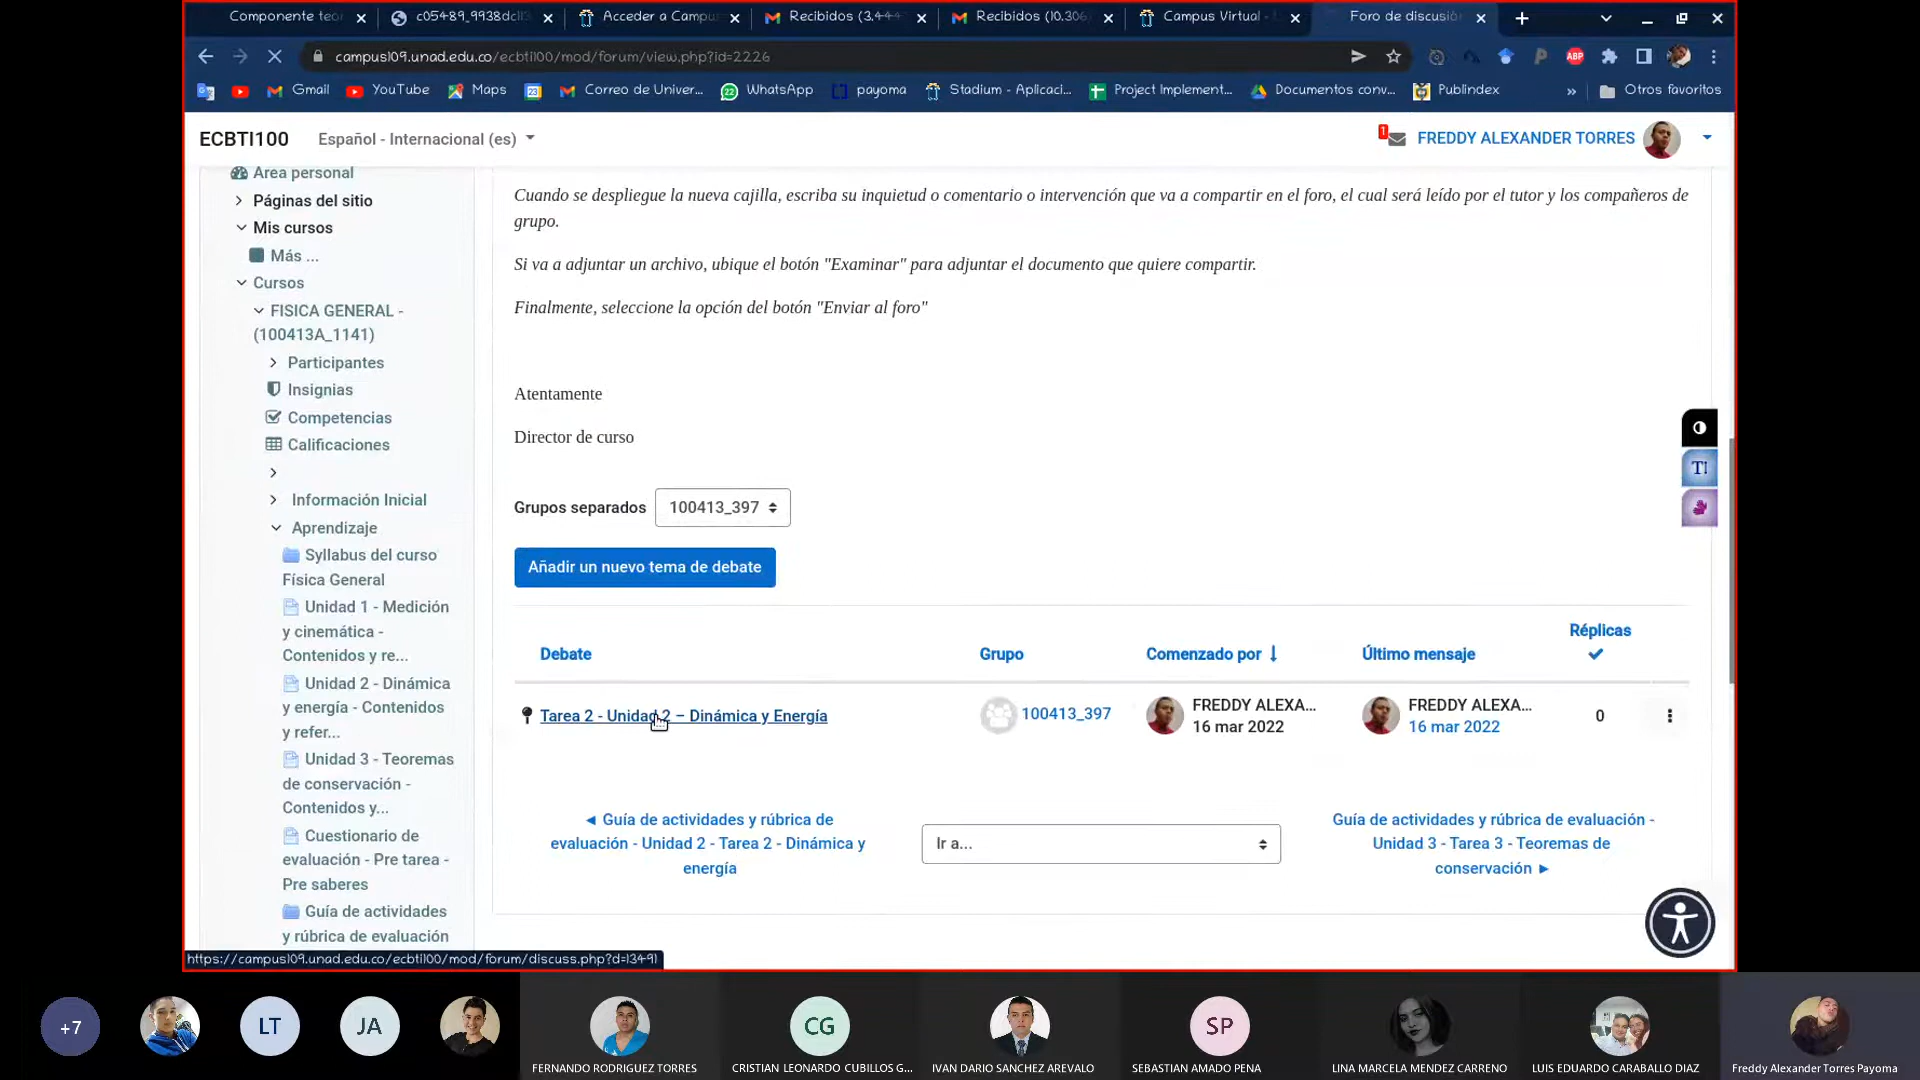 Componente teór
c05489_9938dc11
Acceder a Campu
Recibidos (3.444
Recibidos (10.306
Campus Virtual -
Foro de discusió
campus109.unad.edu.co/ecbti100/mod/forum/view.php?id=2226
ABP
Gmail
YouTube
Maps
23
Correo de Univer...
22
WhatsApp
payoma
Stadium - Aplicaci...
Project Implement...
Documentos conv...
Publindex
»
Otros favoritos
ECBTI100
Español - Internacional (es)
1
FREDDY ALEXANDER TORRES
Área personal
Páginas del sitio
Mis cursos
Más ...
Cursos
FISICA GENERAL -
(100413A_1141)
Participantes
Insignias
Competencias
Calificaciones
Información Inicial
Aprendizaje
Syllabus del curso
Física General
Unidad 1 - Medición
y cinemática -
Contenidos y re...
Unidad 2 - Dinámica
y energía - Contenidos
y refer...
Unidad 3 - Teoremas
de conservación -
Contenidos y...
Cuestionario de
evaluación - Pre tarea -
Pre saberes
Guía de actividades
y rúbrica de evaluación
Cuando se despliegue la nueva cajilla, escriba su inquietud o comentario o intervención que va a compartir en el foro, el cual será leído por el tutor y los compañeros de
grupo.
Si va a adjuntar un archivo, ubique el botón "Examinar" para adjuntar el documento que quiere compartir.
Finalmente, seleccione la opción del botón "Enviar al foro"
Atentamente
Director de curso
Grupos separados
100413_397
Añadir un nuevo tema de debate
Debate
Grupo
Comenzado por
Último mensaje
Réplicas
Tarea 2 - Unidad 2 – Dinámica y Energía
100413_397
FREDDY ALEXA...
16 mar 2022
FREDDY ALEXA...
16 mar 2022
0
◄ Guía de actividades y rúbrica de
evaluación - Unidad 2 - Tarea 2 - Dinámica y
energía
Ir a...
Guía de actividades y rúbrica de evaluación -
Unidad 3 - Tarea 3 - Teoremas de
conservación ►
T!
https://campus109.unad.edu.co/ecbti100/mod/forum/discuss.php?d=13491
+7
LT
JA
FERNANDO RODRIGUEZ TORRES
CG
CRISTIAN LEONARDO CUBILLOS G...
IVAN DARIO SANCHEZ AREVALO
SP
SEBASTIAN AMADO PENA
LINA MARCELA MENDEZ CARRENO
LUIS EDUARDO CARABALLO DIAZ
Freddy Alexander Torres Payoma